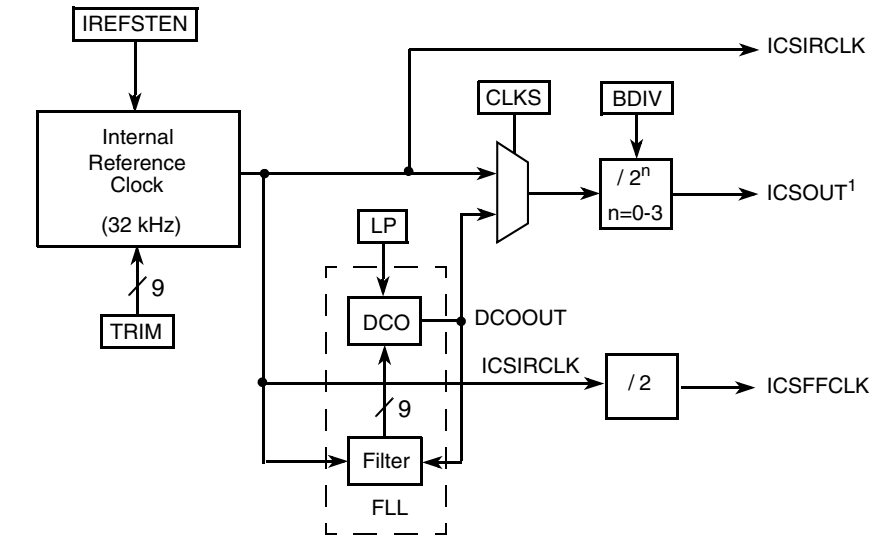 IREFSTEN
ICSIRCLK
CLKS
BDIV
Internal
Reference
Clock
(32 kHz)
/ 2ⁿ
n=0-3
ICSOUT¹
LP
9
TRIM
DCO
DCOOUT
ICSIRCLK
/ 2
ICSFFCLK
9
Filter
FLL